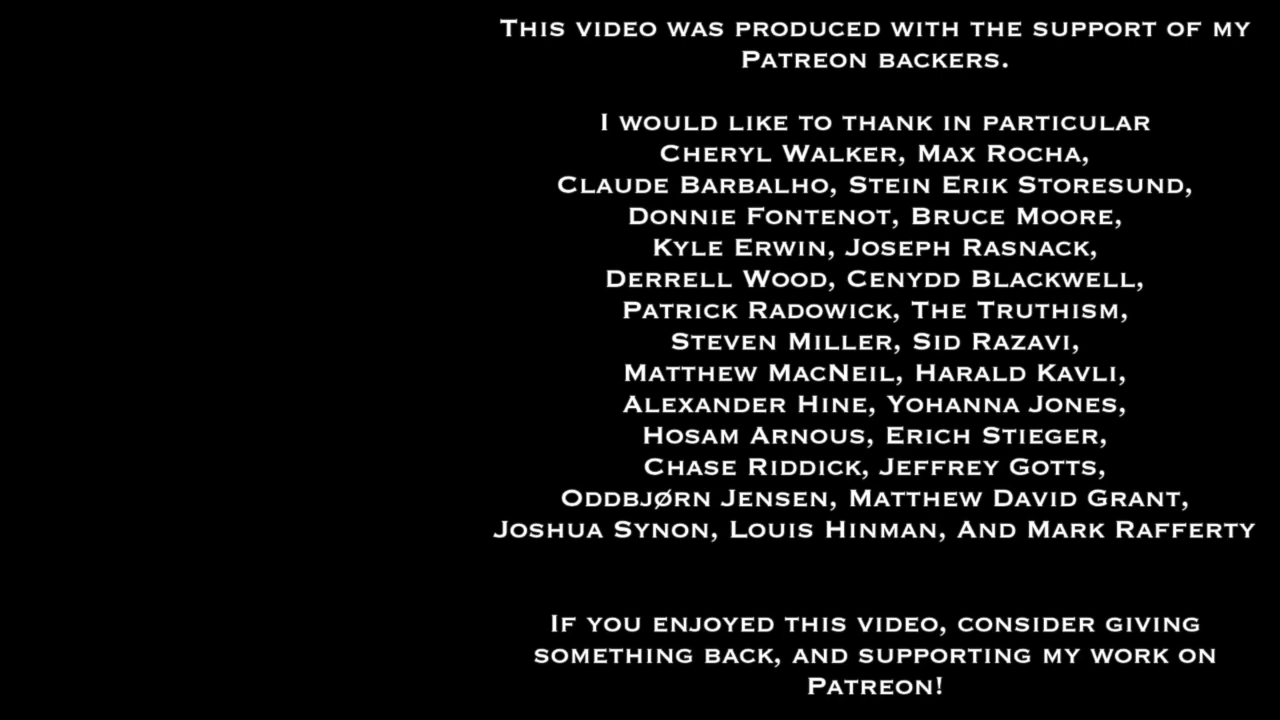 This video was produced with the support of my
Patreon backers.
I would like to thank in particular
Cheryl Walker, Max Rocha,
Claude Barbalho, Stein Erik Storesund,
Donnie Fontenot, Bruce Moore,
Kyle Erwin, Joseph Rasnack,
Derrell Wood, Cenydd Blackwell,
Patrick Radowick, The Truthism,
Steven Miller, Sid Razavi,
Matthew MacNeil, Harald Kavli,
Alexander Hine, Yohanna Jones,
Hosam Arnous, Erich Stieger,
Chase Riddick, Jeffrey Gotts,
Oddbjørn Jensen, Matthew David Grant,
Joshua Synon, Louis Hinman, And Mark Rafferty
If you enjoyed this video, consider giving
something back, and supporting my work on
Patreon!